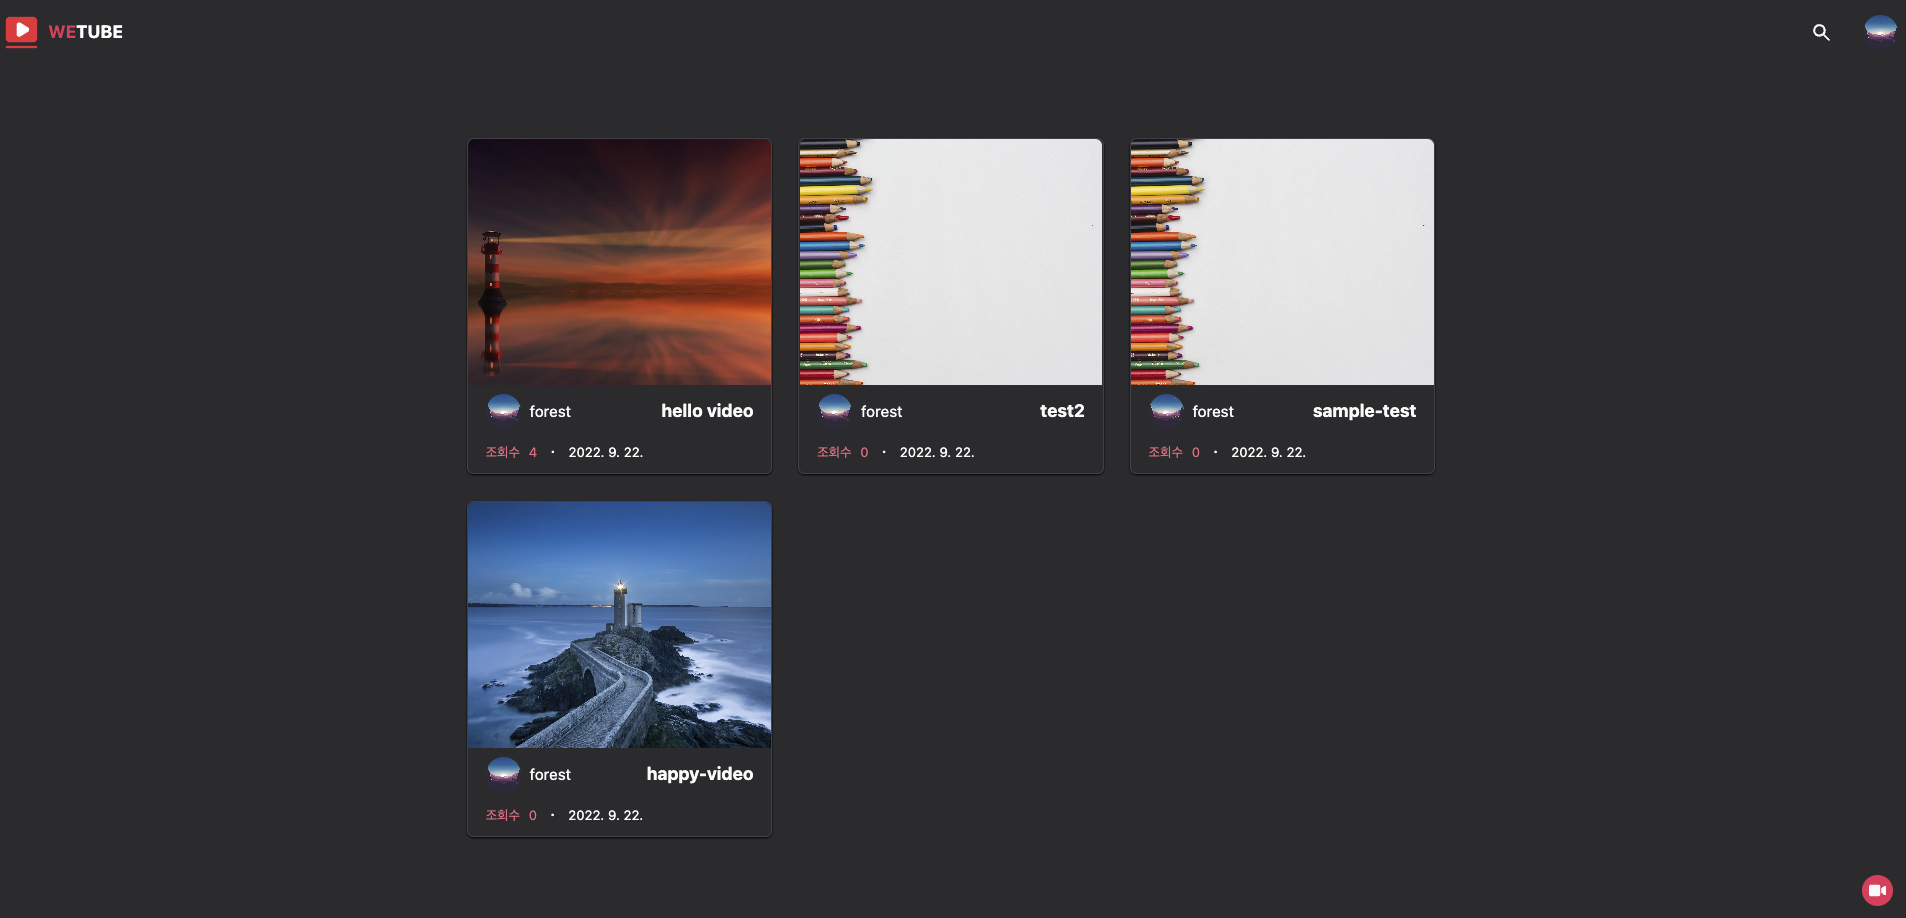 WETUBE
forest hello video
조회수 4 • 2022. 9. 22.
forest test2
조회수 0 • 2022. 9. 22.
forest sample-test
조회수 0 • 2022. 9. 22.
forest happy-video
조회수 0 • 2022. 9. 22.